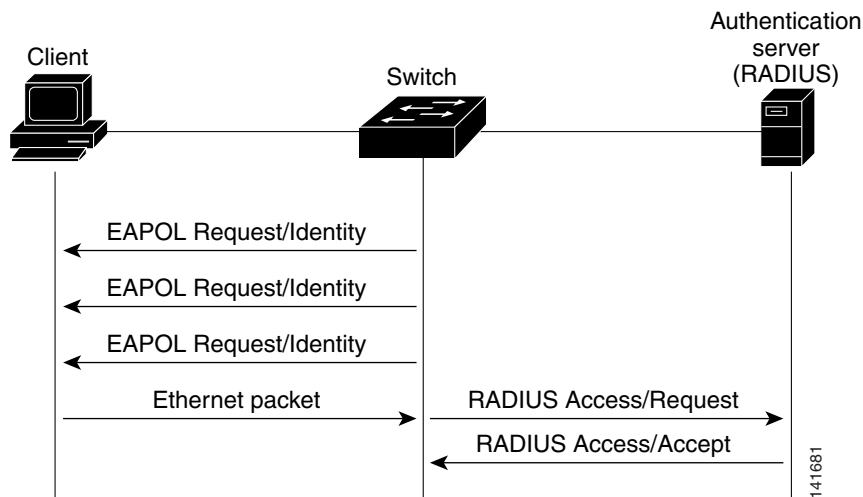 Authentication
server
(RADIUS)
Client
Switch
EAPOL Request/Identity
EAPOL Request/Identity
EAPOL Request/Identity
Ethernet packet
RADIUS Access/Request
RADIUS Access/Accept
141681